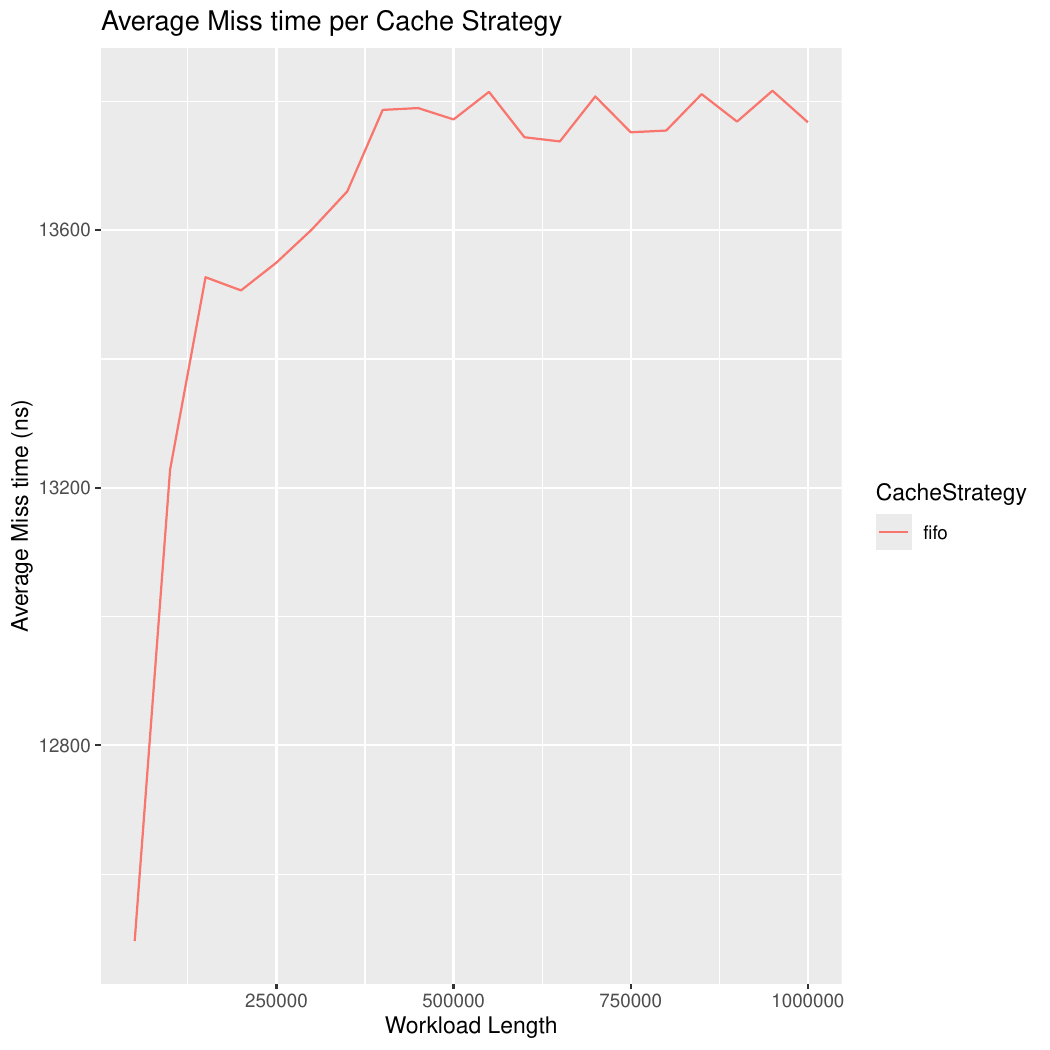 Average Miss time per Cache Strategy
Average Miss time (ns)
13600
13200
12800
250000
500000
750000
1000000
Workload Length
CacheStrategy
fifo